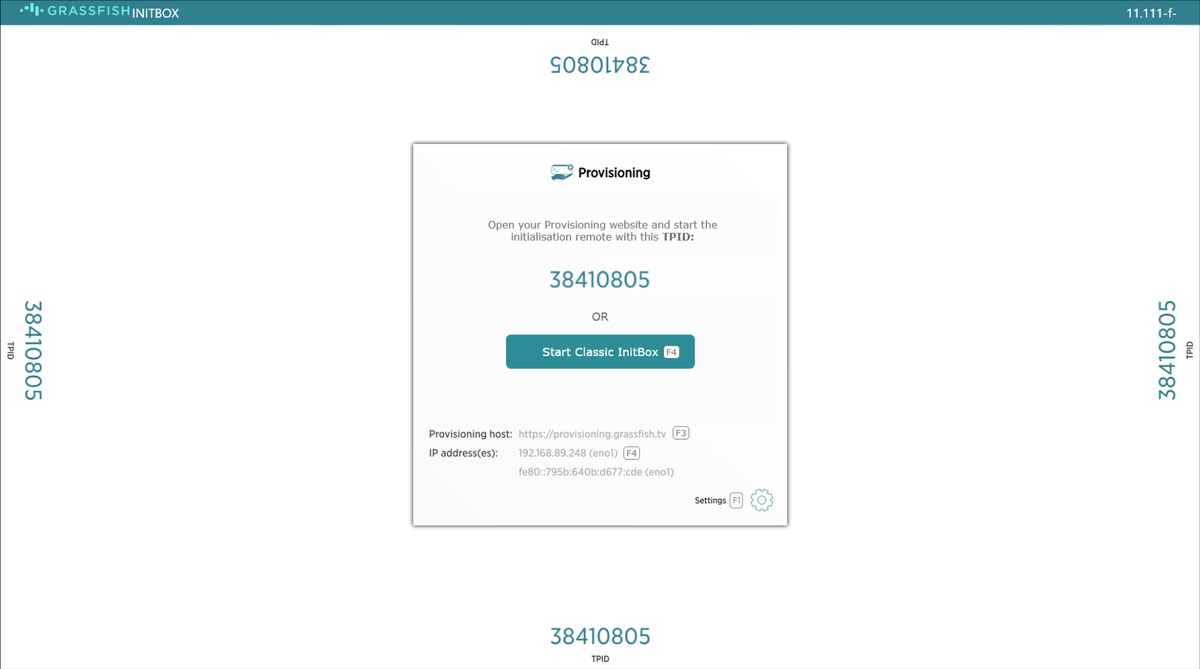 GRASSFISH INITBOX
11.111-f-
TPID
38410805
Provisioning
Open your Provisioning website and start the
initialisation remote with this TPID:
38410805
OR
Start Classic InitBox F4
Provisioning host: https://provisioning.grassfish.tv F3
IP address(es): 192.168.89.248 (eno1) F4
fe80::795b:640b:d677:cde (eno1)
Settings F1
38410805
TPID
38410805
TPID
38410805
TPID